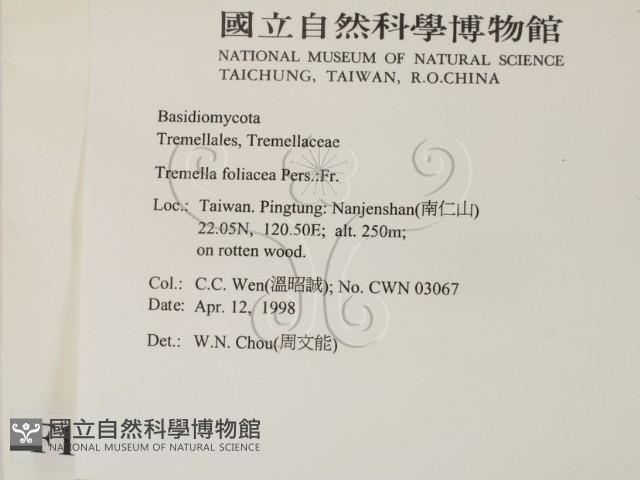 國立自然科學博物館
NATIONAL MUSEUM OF NATURAL SCIENCE
TAICHUNG, TAIWAN, R.O.CHINA
Basidiomycota
Tremellales, Tremellaceae
Tremella foliacea Pers.:Fr.
Loc.: Taiwan. Pingtung: Nanjenshan(南仁山)
22.05N, 120.50E; alt. 250m;
on rotten wood.
Col.: C.C. Wen(溫昭誠); No. CWN 03067
Date: Apr. 12, 1998
Det.: W.N. Chou(周文能)
國立自然科學博物館
NATIONAL MUSEUM OF NATURAL SCIENCE